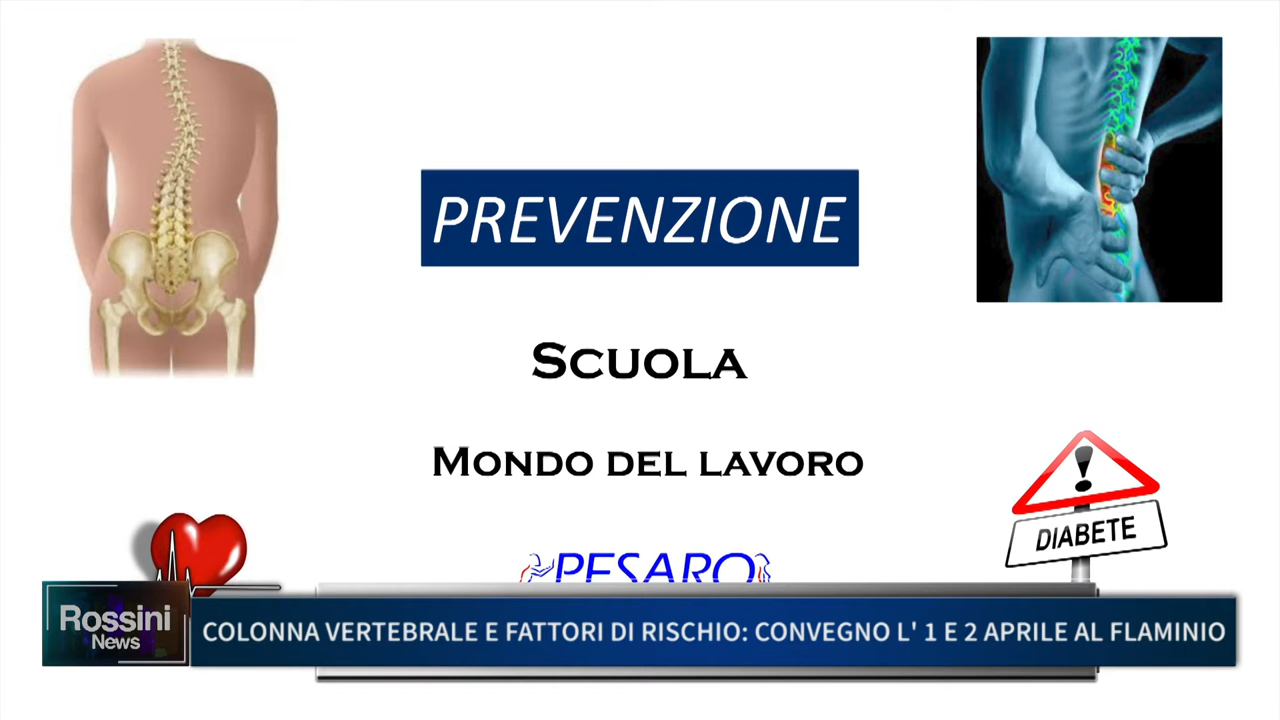 PREVENZIONE
SCUOLA
MONDO DEL LAVORO
DIABETE
PESARO
Rossini
News
COLONNA VERTEBRALE E FATTORI DI RISCHIO: CONVEGNO L' 1 E 2 APRILE AL FLAMINIO